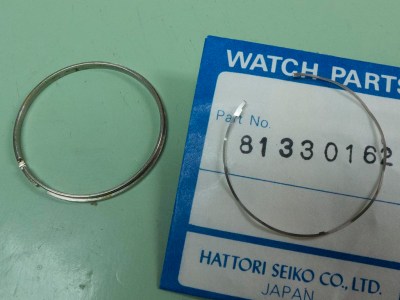 WATCH PARTS
Part No.
81330162
HATTORI SEIKO CO., LTD.
JAPAN